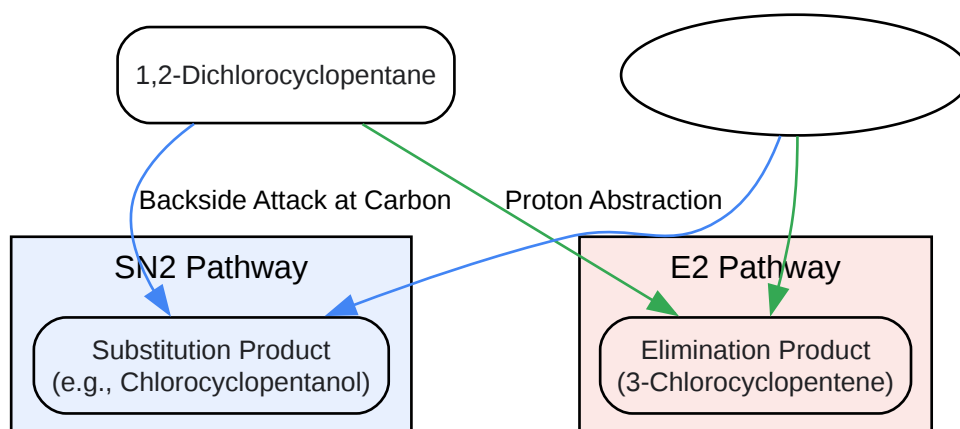 1,2-Dichlorocyclopentane
Backside Attack at Carbon
Proton Abstraction
SN2 Pathway
E2 Pathway
Substitution Product
(e.g., Chlorocyclopentanol)
Elimination Product
(3-Chlorocyclopentene)